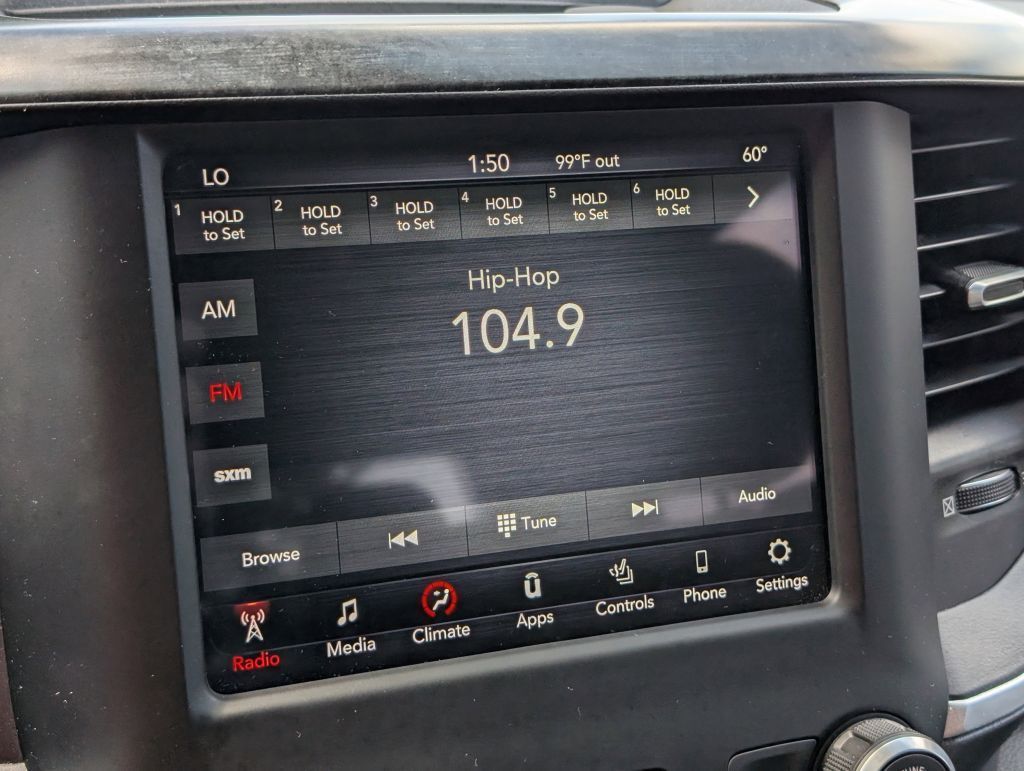 LO 1:50 99°F out 60°
1 HOLD to Set
2 HOLD to Set
3 HOLD to Set
4 HOLD to Set
5 HOLD to Set
6 HOLD to Set
Hip-Hop
104.9
AM
FM
sxm
Browse Tune Audio
Radio Media Climate Apps Controls Phone Settings